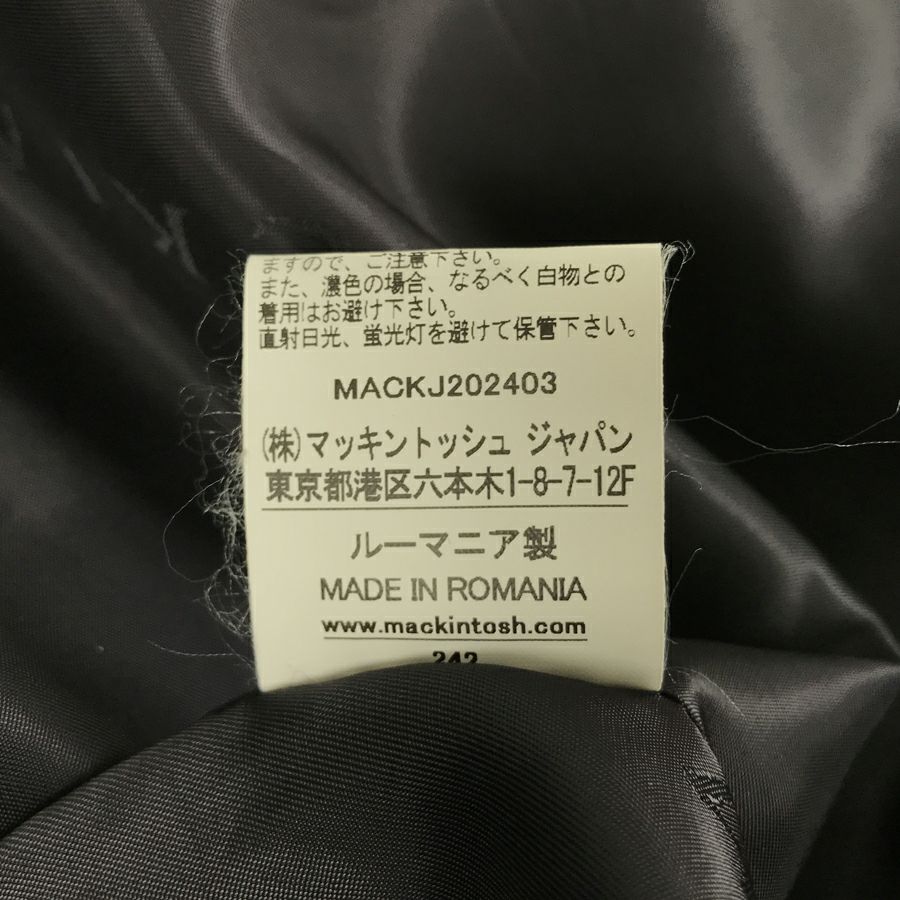 ますので、ご注意下さい。
また、濃色の場合、なるべく白物との
着用はお避け下さい。
直射日光、蛍光灯を避けて保管下さい。
MACKJ202403
(株)マッキントッシュ ジャパン
東京都港区六本木1-8-7-12F
ルーマニア製
MADE IN ROMANIA
www.mackintosh.com
242